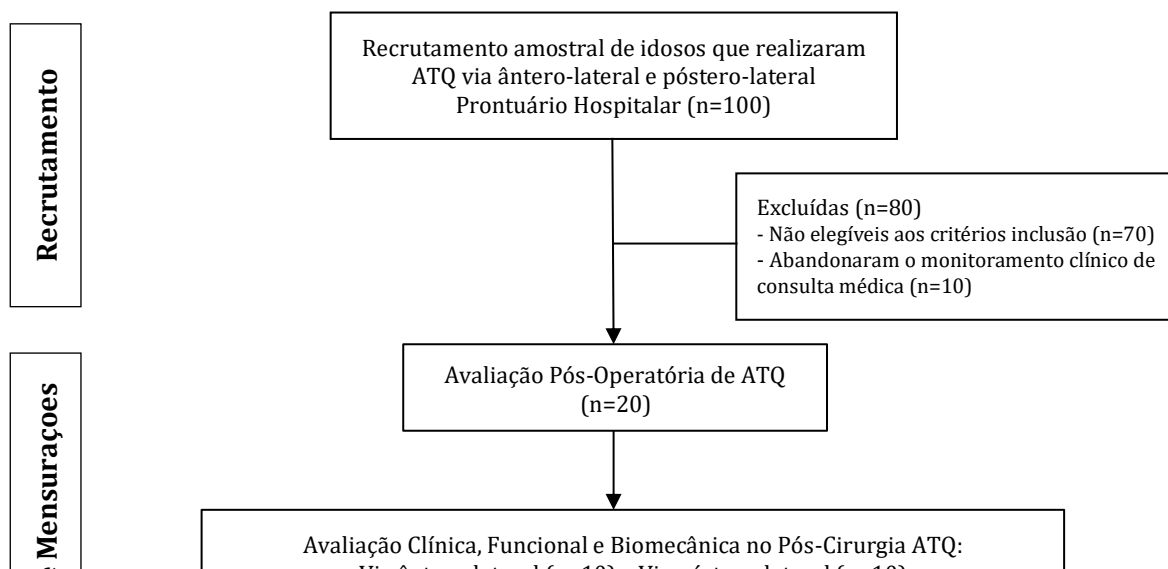 Recrutamento
Recrutamento amostral de idosos que realizaram
ATQ via ântero-lateral e póstero-lateral
Prontuário Hospitalar (n=100)
Excluídas (n=80)
- Não elegíveis aos critérios inclusão (n=70)
- Abandonaram o monitoramento clínico de
consulta médica (n=10)
Mensuraçoes
Avaliação Pós-Operatória de ATQ
(n=20)
Avaliação Clínica, Funcional e Biomecânica no Pós-Cirurgia ATQ: